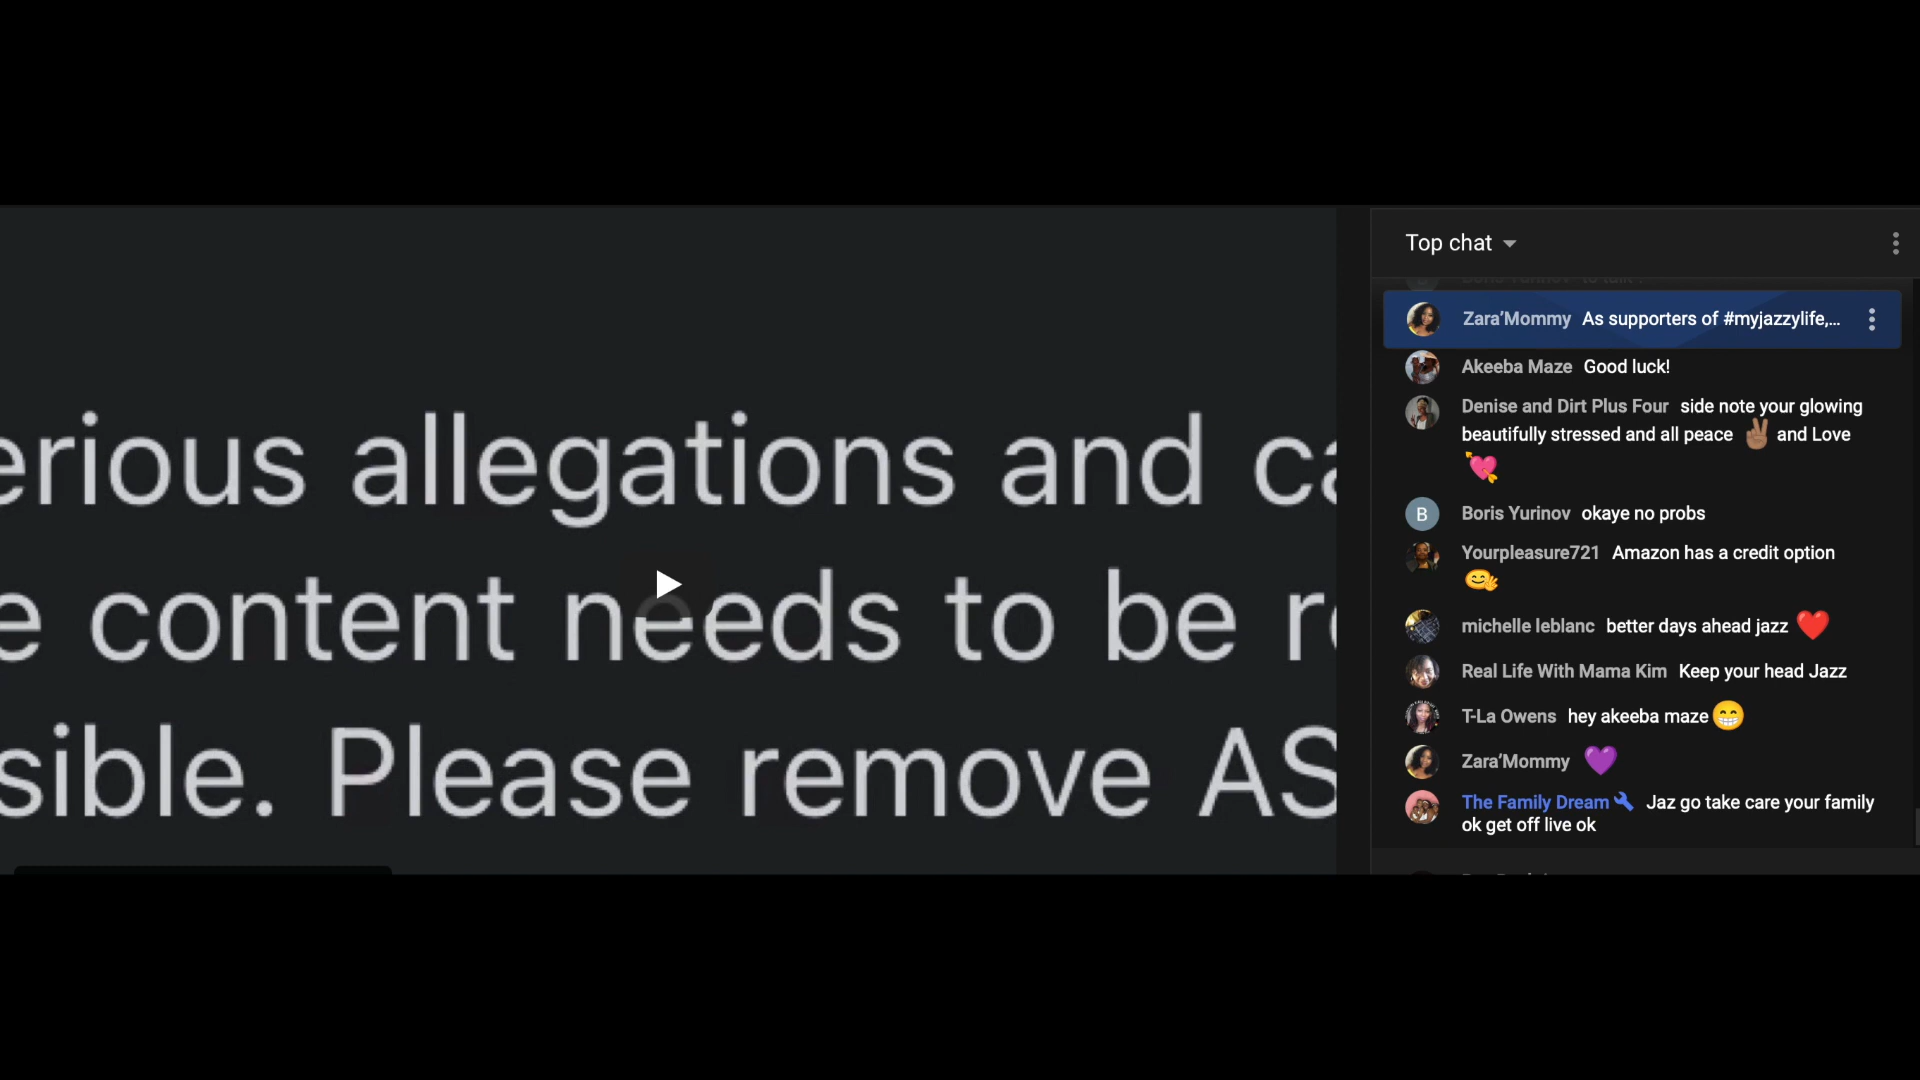 erious allegations and ca
e content needs to be r
sible. Please remove AS
Top chat
Zara’Mommy As supporters of #myjazzylife,...
Akeeba Maze Good luck!
Denise and Dirt Plus Four side note your glowing
beautifully stressed and all peace ✌🏾 and Love
💘
B Boris Yurinov okaye no probs
Yourpleasure721 Amazon has a credit option
michelle leblanc better days ahead jazz ❤️
Real Life With Mama Kim Keep your head Jazz
T-La Owens hey akeeba maze 😁
Zara’Mommy 💜
The Family Dream 🔧 Jaz go take care your family
ok get off live ok